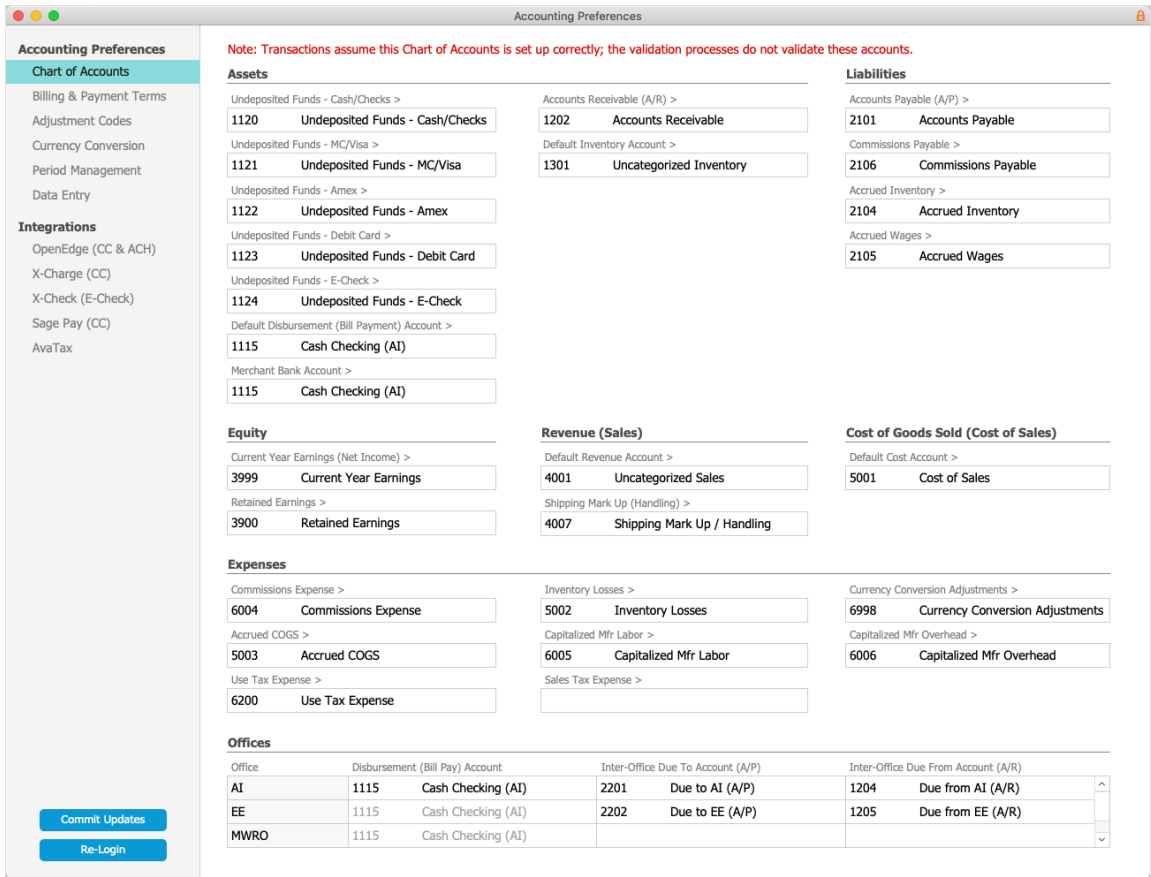 Accounting Preferences
Accounting Preferences
Chart of Accounts
Billing & Payment Terms
Adjustment Codes
Currency Conversion
Period Management
Data Entry
Integrations
OpenEdge (CC & ACH)
X-Charge (CC)
X-Check (E-Check)
Sage Pay (CC)
AvaTax
Commit Updates
Re-Login
Note: Transactions assume this Chart of Accounts is set up correctly; the validation processes do not validate these accounts.
Assets
Undeposited Funds - Cash/Checks >
1120 Undeposited Funds - Cash/Checks
Undeposited Funds - MC/Visa >
1121 Undeposited Funds - MC/Visa
Undeposited Funds - Amex >
1122 Undeposited Funds - Amex
Undeposited Funds - Debit Card >
1123 Undeposited Funds - Debit Card
Undeposited Funds - E-Check >
1124 Undeposited Funds - E-Check
Default Disbursement (Bill Payment) Account >
1115 Cash Checking (AI)
Merchant Bank Account >
1115 Cash Checking (AI)
Accounts Receivable (A/R) >
1202 Accounts Receivable
Default Inventory Account >
1301 Uncategorized Inventory
Liabilities
Accounts Payable (A/P) >
2101 Accounts Payable
Commissions Payable >
2106 Commissions Payable
Accrued Inventory >
2104 Accrued Inventory
Accrued Wages >
2105 Accrued Wages
Equity
Current Year Earnings (Net Income) >
3999 Current Year Earnings
Retained Earnings >
3900 Retained Earnings
Revenue (Sales)
Default Revenue Account >
4001 Uncategorized Sales
Shipping Mark Up (Handling) >
4007 Shipping Mark Up / Handling
Cost of Goods Sold (Cost of Sales)
Default Cost Account >
5001 Cost of Sales
Expenses
Commissions Expense >
6004 Commissions Expense
Accrued COGS >
5003 Accrued COGS
Use Tax Expense >
6200 Use Tax Expense
Inventory Losses >
5002 Inventory Losses
Capitalized Mfr Labor >
6005 Capitalized Mfr Labor
Sales Tax Expense >
Currency Conversion Adjustments >
6998 Currency Conversion Adjustments
Capitalized Mfr Overhead >
6006 Capitalized Mfr Overhead
Offices
Office Disbursement (Bill Pay) Account Inter-Office Due To Account (A/P) Inter-Office Due From Account (A/R)
AI 1115 Cash Checking (AI) 2201 Due to AI (A/P) 1204 Due from AI (A/R)
EE 1115 Cash Checking (AI) 2202 Due to EE (A/P) 1205 Due from EE (A/R)
MWRO 1115 Cash Checking (AI)